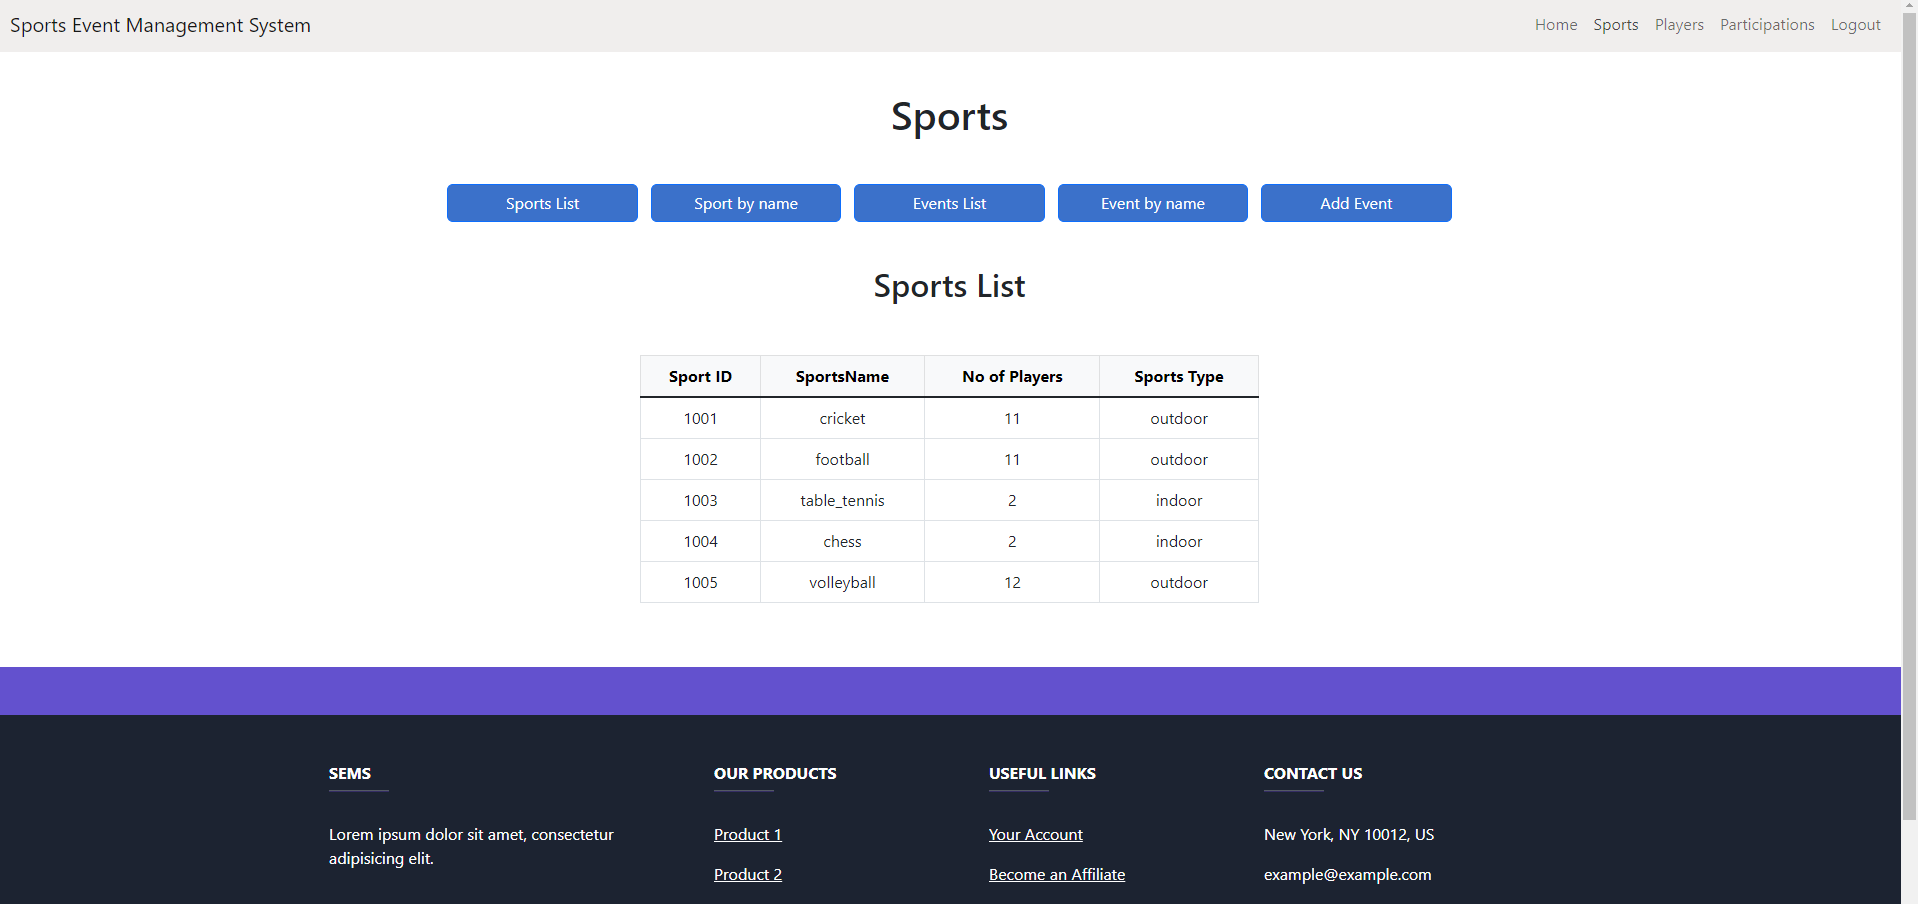 Sports Event Management System
Home Sports Players Participations Logout
Sports
Sports List Sport by name Events List Event by name Add Event
Sports List
Sport ID SportsName No of Players Sports Type
1001 cricket 11 outdoor
1002 football 11 outdoor
1003 table_tennis 2 indoor
1004 chess 2 indoor
1005 volleyball 12 outdoor
SEMS
Lorem ipsum dolor sit amet, consectetur
adipisicing elit.
OUR PRODUCTS
Product 1
Product 2
USEFUL LINKS
Your Account
Become an Affiliate
CONTACT US
New York, NY 10012, US
example@example.com